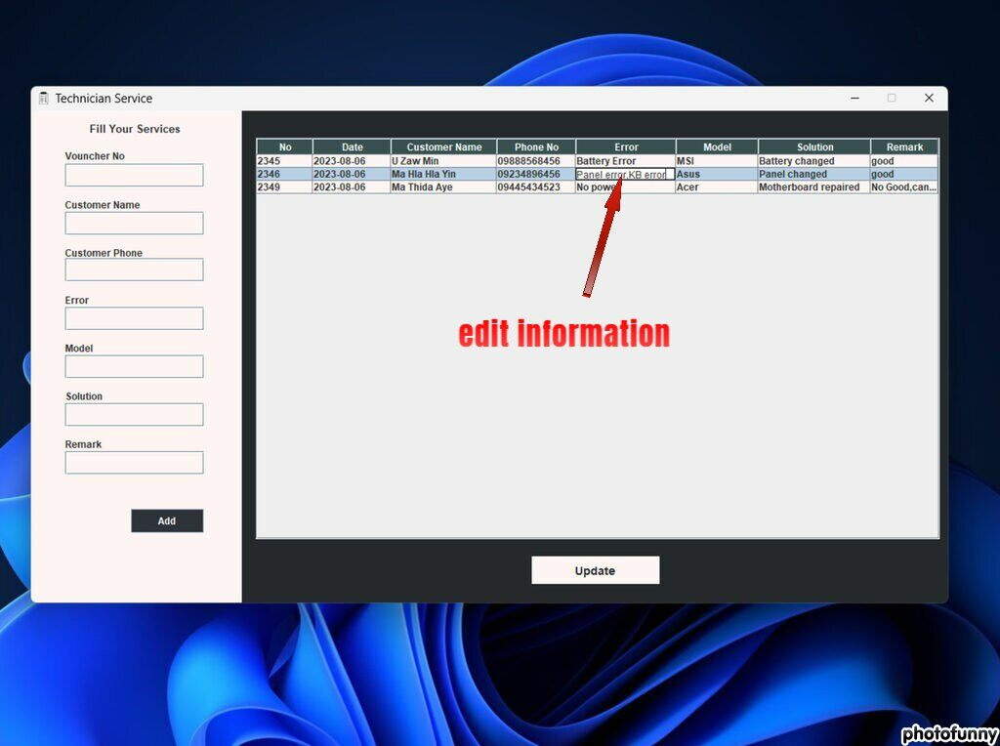 Technician Service
Fill Your Services
Vouncher No
Customer Name
Customer Phone
Error
Model
Solution
Remark
Add
No Date Customer Name Phone No Error Model Solution Remark
2345 2023-08-06 U Zaw Min 09888568456 Battery Error MSI Battery changed good
2346 2023-08-06 Ma Hla Hla Yin 09234896456 Panel error,KB error Asus Panel changed good
2349 2023-08-06 Ma Thida Aye 09445434523 No power Acer Motherboard repaired No Good,can...
edit information
Update
photofunny